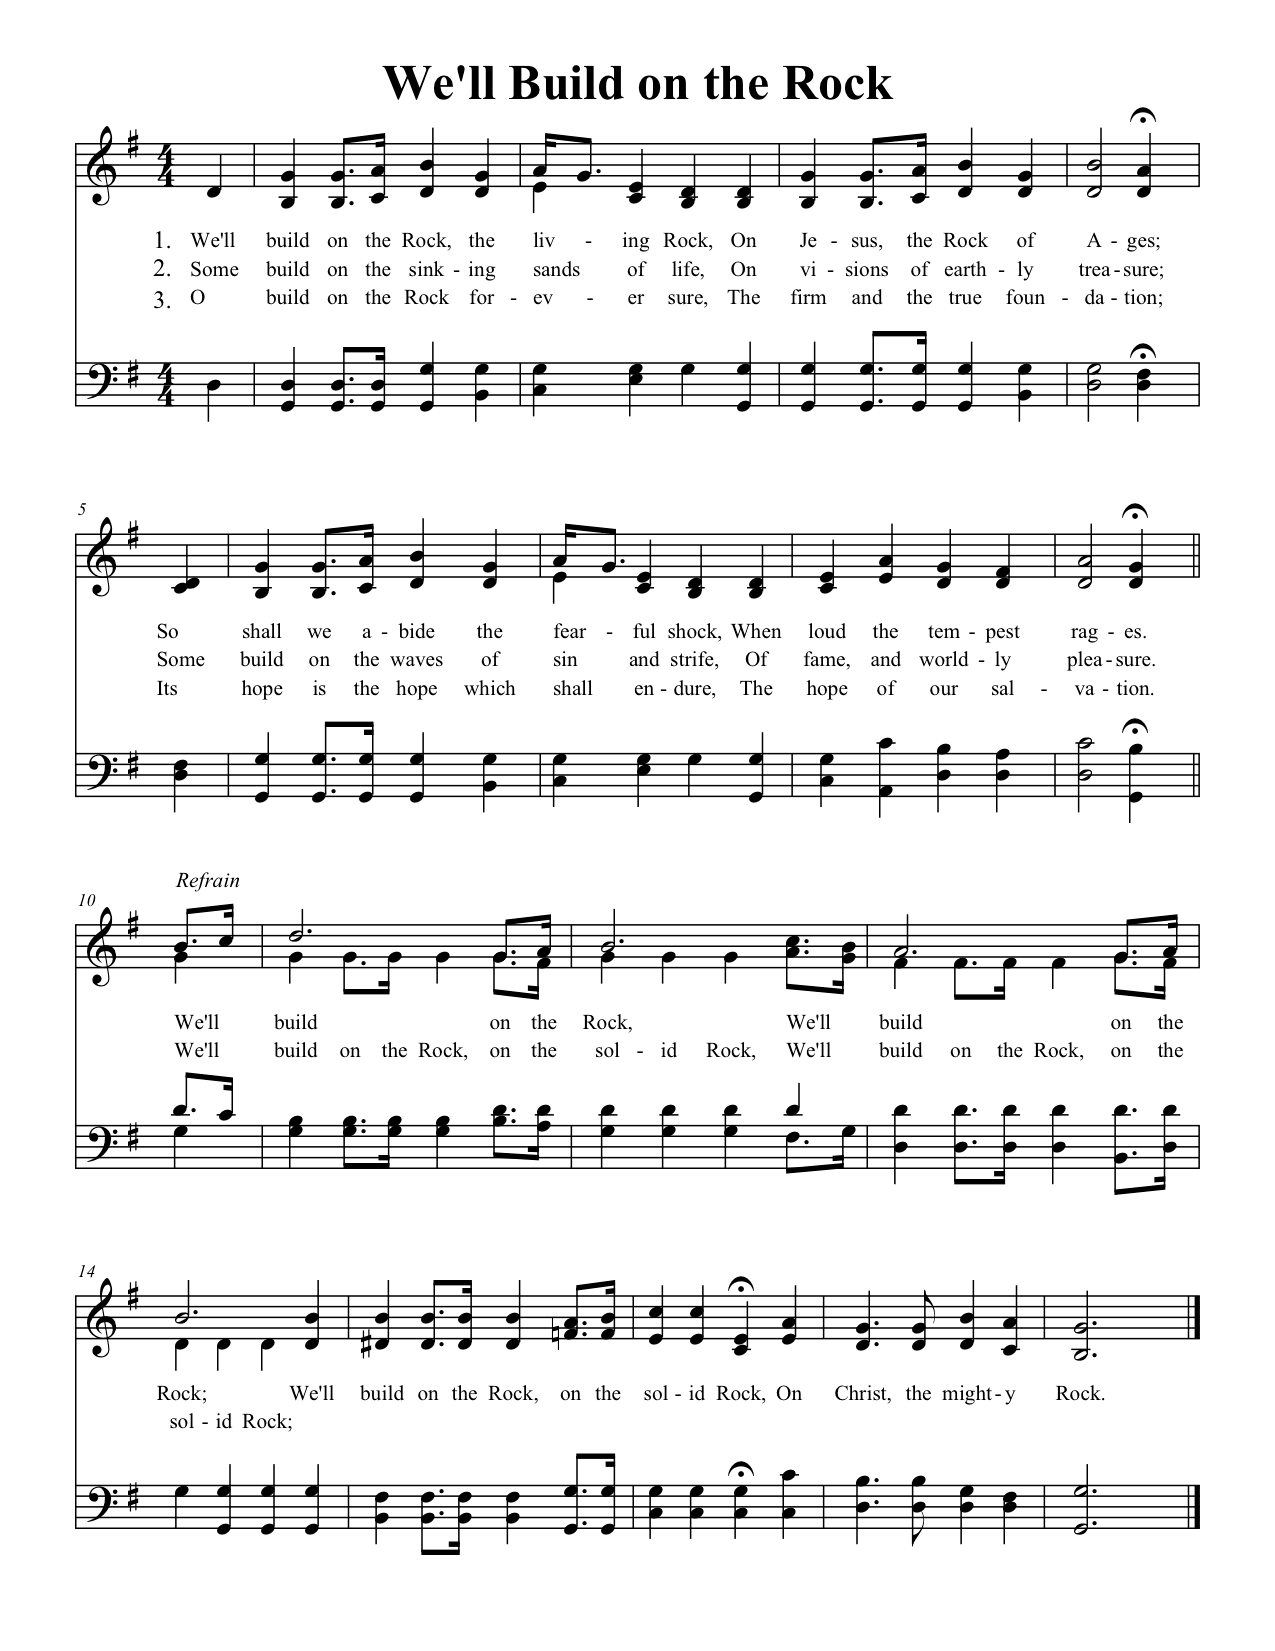 We'll Build on the Rock
4
4
1. We'll build on the Rock, the liv - ing Rock, On Je - sus, the Rock of A - ges;
2. Some build on the sink - ing sands of life, On vi - sions of earth - ly trea - sure;
3. O build on the Rock for - ev - er sure, The firm and the true foun - da - tion;
4
4
5
So shall we a - bide the fear - ful shock, When loud the tem - pest rag - es.
Some build on the waves of sin and strife, Of fame, and world - ly plea - sure.
Its hope is the hope which shall en - dure, The hope of our sal - va - tion.
Refrain
10
We'll build on the Rock, We'll build on the
We'll build on the Rock, on the sol - id Rock, We'll build on the Rock, on the
14
Rock; We'll build on the Rock, on the sol - id Rock, On Christ, the might - y Rock.
sol - id Rock;